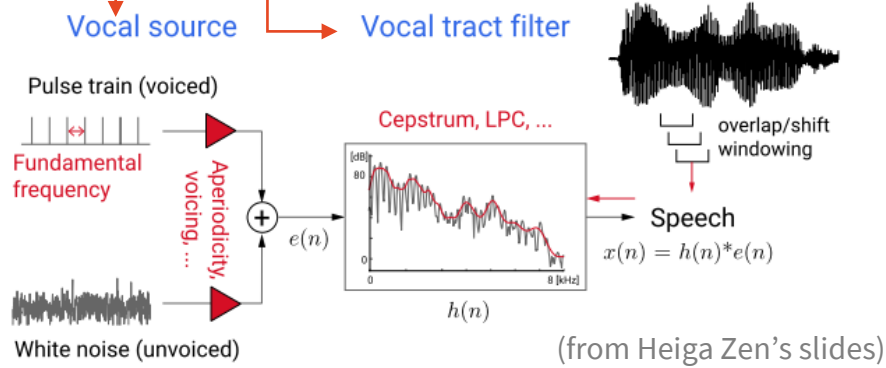 Vocal source
Vocal tract filter
Pulse train (voiced)
Fundamental
frequency
Aperiodicity,
voicing, ...
White noise (unvoiced)
+
e(n)
Cepstrum, LPC, ...
[dB]
80
0
0
8 [kHz]
h(n)
overlap/shift
windowing
Speech
x(n) = h(n)*e(n)
(from Heiga Zen's slides)